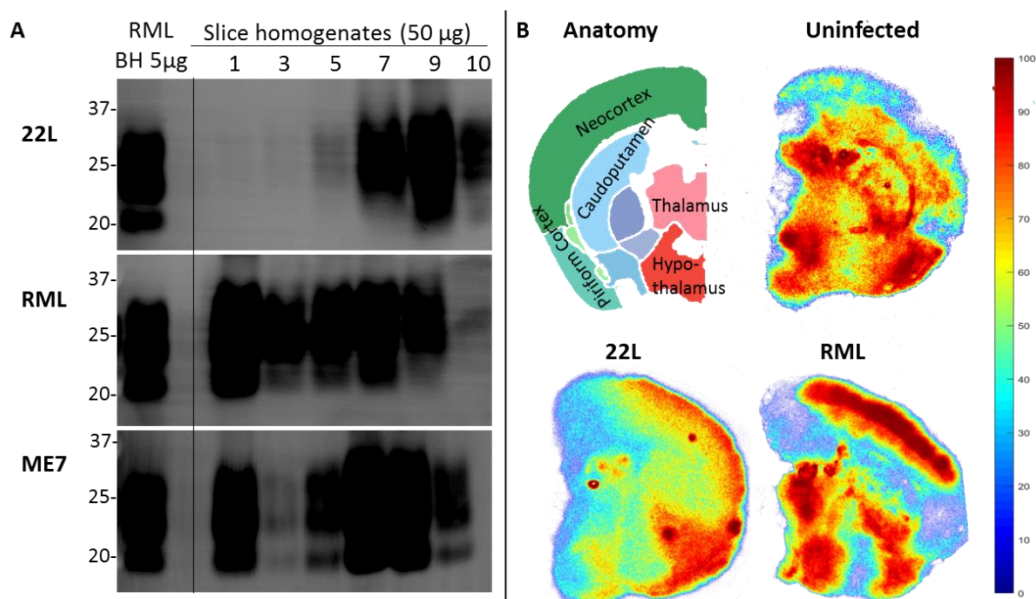 A
RML
BH 5µg
Slice homogenates (50 µg)
1 3 5 7 9 10
22L
37-
25-
20-
RML
37
25-
20-
ME7
37-
25-
20-
B
Anatomy
Uninfected
Neocortex
Caudoputamen
Piriform Cortex
Thalamus
Hypo-
thalamus
22L
RML
100
90
80
70
60
50
40
30
20
10
0